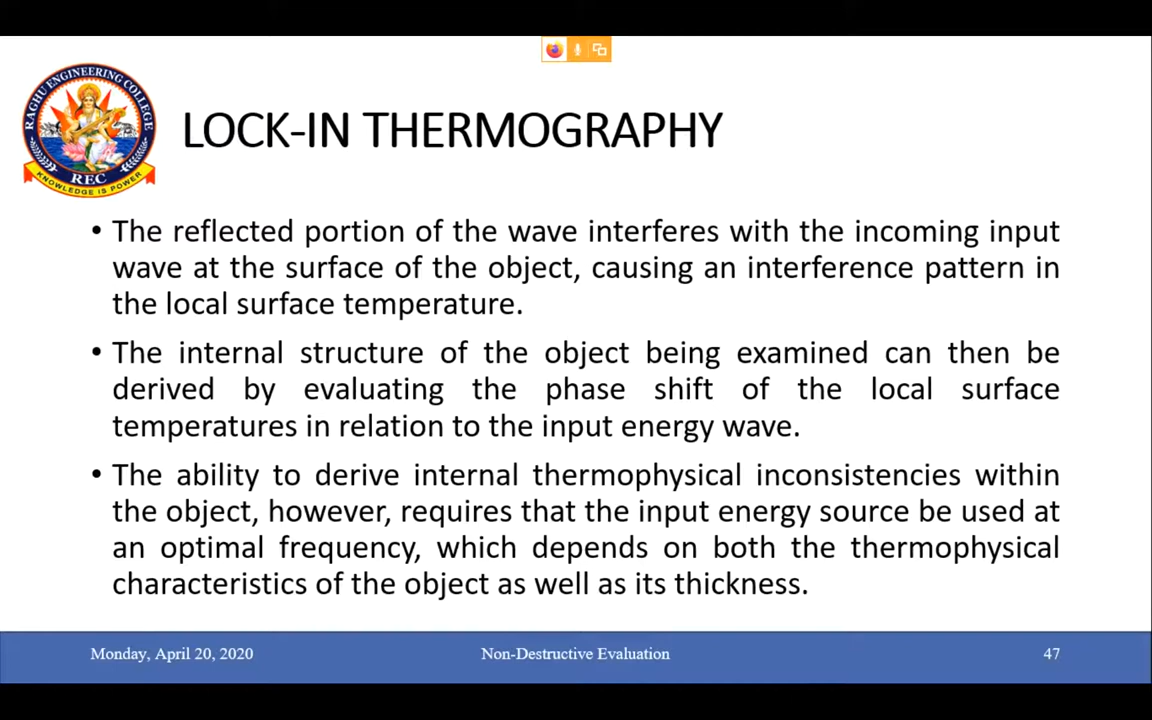 RAGHU ENGINEERING COLLEGE
REC
KNOWLEDGE IS POWER
LOCK-IN THERMOGRAPHY
• The reflected portion of the wave interferes with the incoming input
wave at the surface of the object, causing an interference pattern in
the local surface temperature.
• The internal structure of the object being examined can then be
derived by evaluating the phase shift of the local surface
temperatures in relation to the input energy wave.
• The ability to derive internal thermophysical inconsistencies within
the object, however, requires that the input energy source be used at
an optimal frequency, which depends on both the thermophysical
characteristics of the object as well as its thickness.
Monday, April 20, 2020 Non-Destructive Evaluation 47